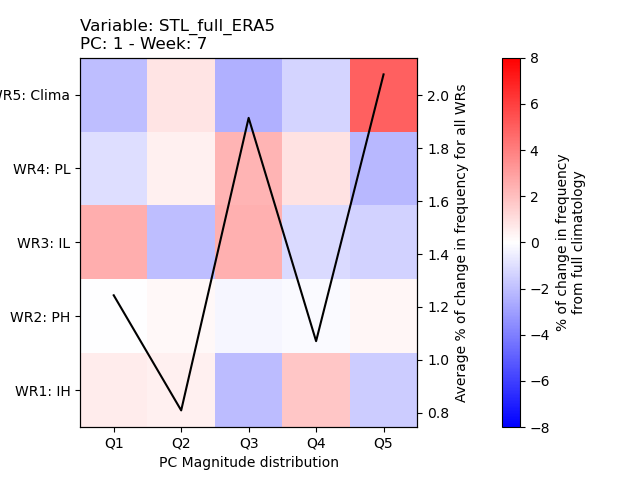 Variable: STL_full_ERA5
PC: 1 - Week: 7
WR5: Clima
WR4: PL
WR3: IL
WR2: PH
WR1: IH
Q1 Q2 Q3 Q4 Q5
PC Magnitude distribution
2.0
1.8
1.6
1.4
1.2
1.0
0.8
Average % of change in frequency for all WRs
8
6
4
2
0
−2
−4
−6
−8
% of change in frequency
from full climatology